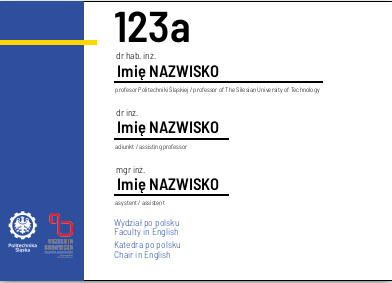 123a
dr hab. inż.
Imię NAZWISKO
profesor Politechniki Śląskiej / professor of The Silesian University of Technology
dr inż.
Imię NAZWISKO
adiunkt / assisting professor
mgr inż.
Imię NAZWISKO
asystent / assistent
Wydział po polsku
Faculty in English
Katedra po polsku
Chair in English
Politechnika
Śląska